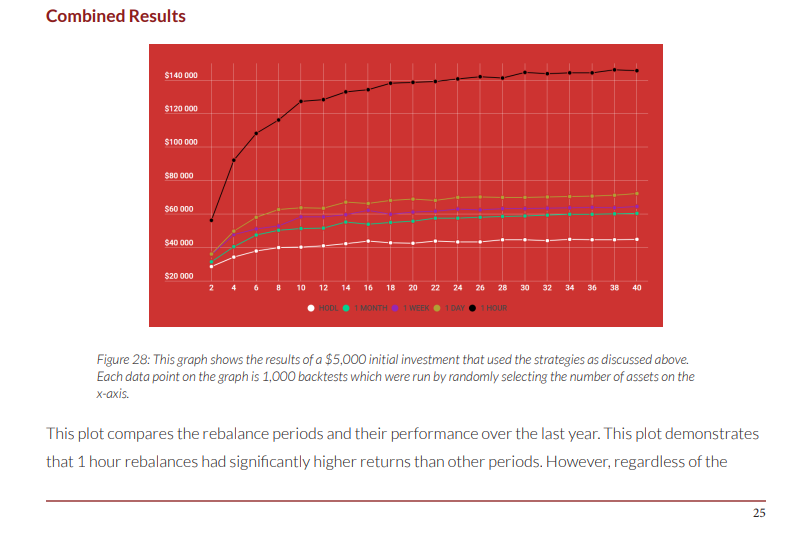 Combined Results
$140 000
$120 000
$100 000
$80 000
$60 000
$40 000
$20 000
2 4 6 8 10 12 14 16 18 20 22 24 26 28 30 32 34 36 38 40
HODL 1 MONTH 1 WEEK 1 DAY 1 HOUR
Figure 28: This graph shows the results of a $5,000 initial investment that used the strategies as discussed above.
Each data point on the graph is 1,000 backtests which were run by randomly selecting the number of assets on the
x-axis.
This plot compares the rebalance periods and their performance over the last year. This plot demonstrates
that 1 hour rebalances had significantly higher returns than other periods. However, regardless of the
25